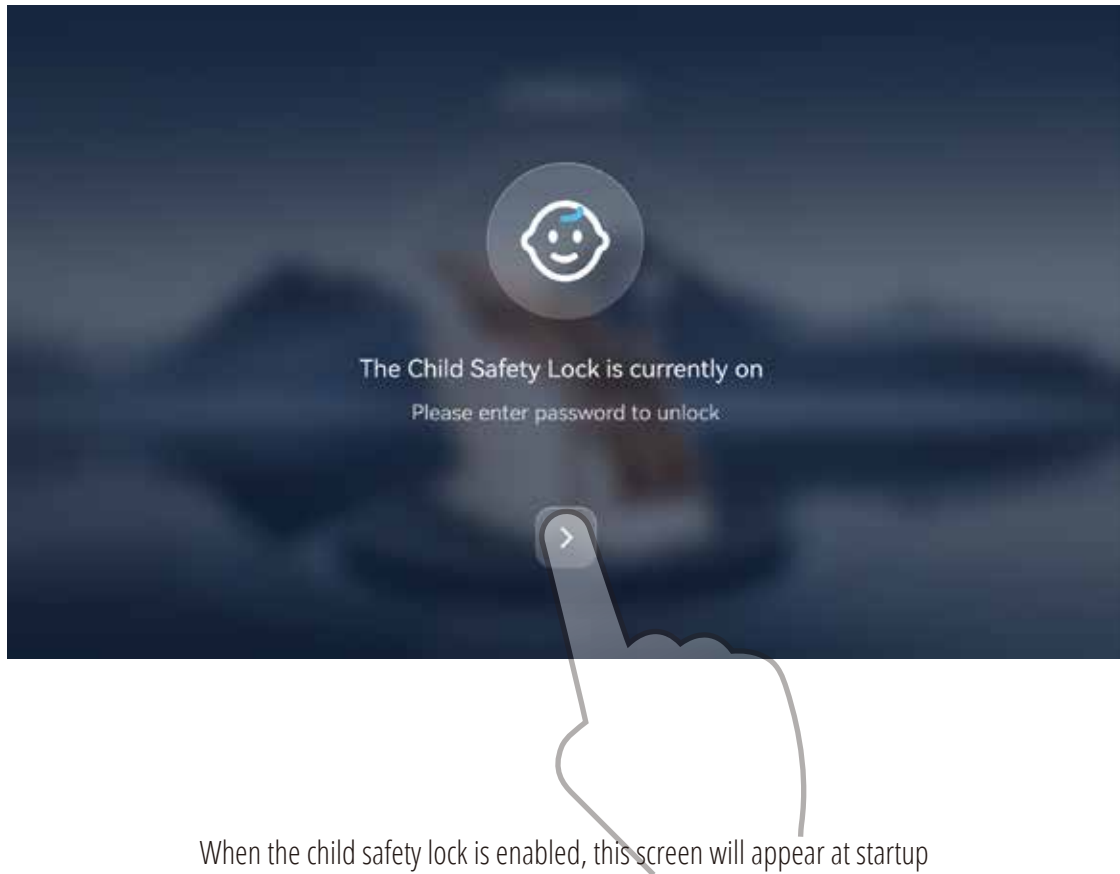 The Child Safety Lock is currently on
Please enter password to unlock
When the child safety lock is enabled, this screen will appear at startup